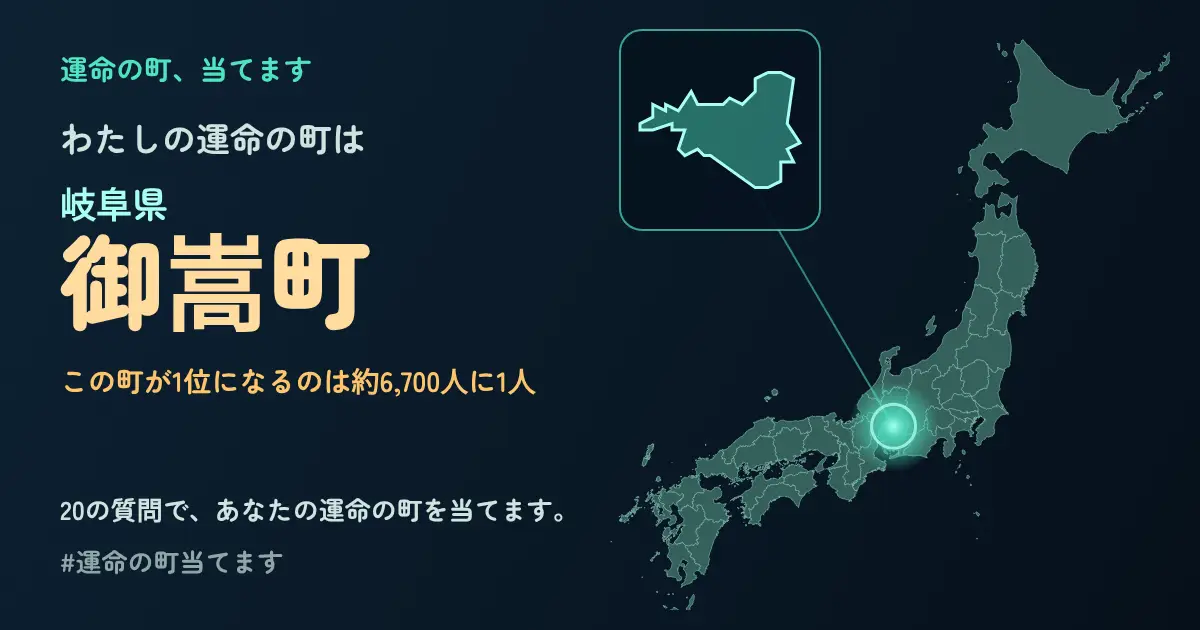 運命の町、当てます
わたしの運命の町は
岐阜県
御嵩町
この町が1位になるのは約6,700人に1人
20の質問で、あなたの運命の町を当てます。
#運命の町当てます